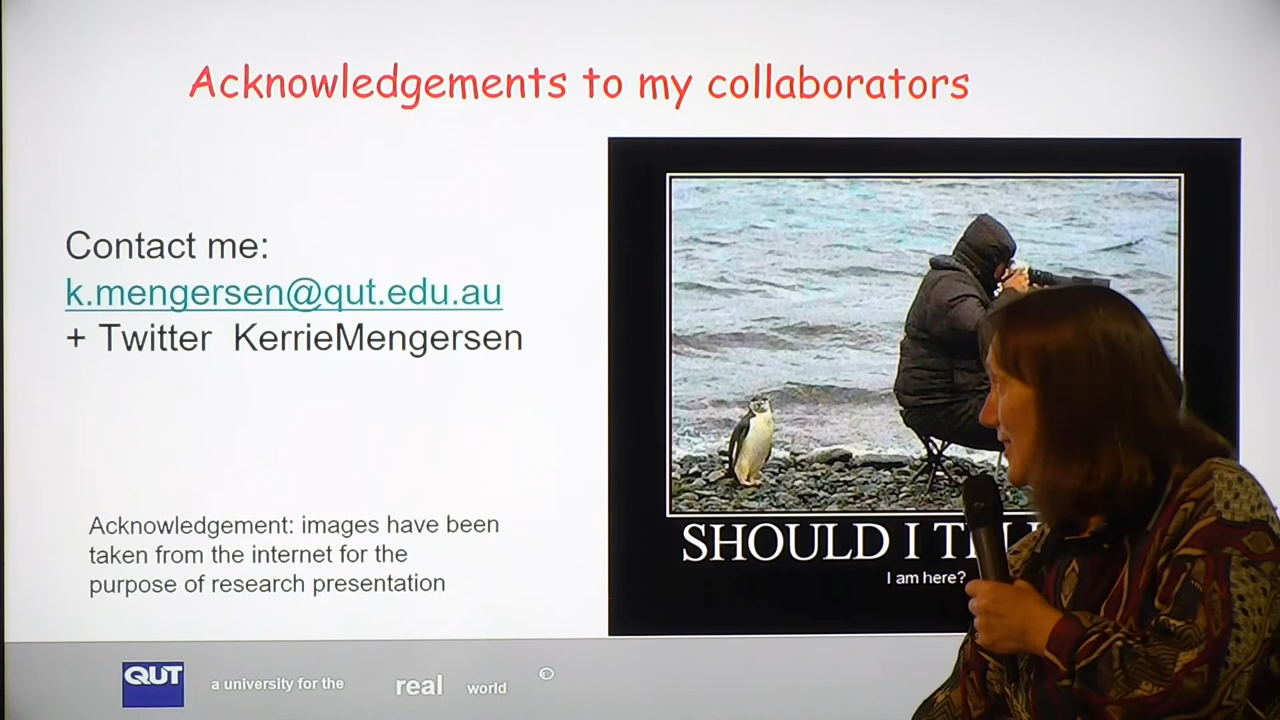 Acknowledgements to my collaborators
Contact me:
k.mengersen@qut.edu.au
+ Twitter KerrieMengersen
Acknowledgement: images have been
taken from the internet for the
purpose of research presentation
SHOULD I
I am here?
QUT
a university for the real world